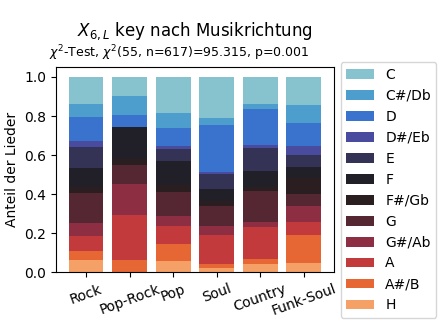 X6,L key nach Musikrichtung
χ²-Test, χ²(55, n=617)=95.315, p=0.001
Anteil der Lieder
1.0
0.8
0.6
0.4
0.2
0.0
Rock
Pop-Rock
Pop
Soul
Country
Funk-Soul
C
C#/Db
D
D#/Eb
E
F
F#/Gb
G
G#/Ab
A
A#/B
H